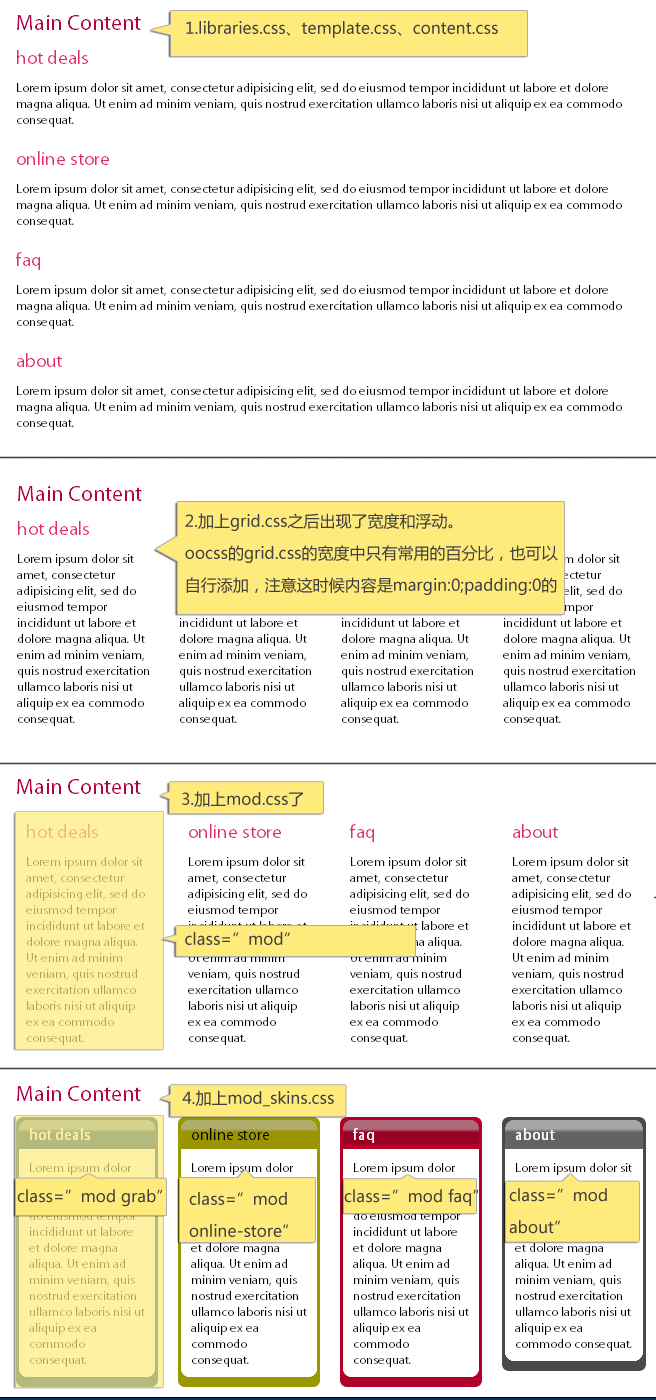 Main Content
1.libraries.css、template.css、content.css
hot deals
Lorem ipsum dolor sit amet, consectetur adipisicing elit, sed do eiusmod tempor incididunt ut labore et dolore
magna aliqua. Ut enim ad minim veniam, quis nostrud exercitation ullamco laboris nisi ut aliquip ex ea commodo
consequat.
online store
Lorem ipsum dolor sit amet, consectetur adipisicing elit, sed do eiusmod tempor incididunt ut labore et dolore
magna aliqua. Ut enim ad minim veniam, quis nostrud exercitation ullamco laboris nisi ut aliquip ex ea commodo
consequat.
faq
Lorem ipsum dolor sit amet, consectetur adipisicing elit, sed do eiusmod tempor incididunt ut labore et dolore
magna aliqua. Ut enim ad minim veniam, quis nostrud exercitation ullamco laboris nisi ut aliquip ex ea commodo
consequat.
about
Lorem ipsum dolor sit amet, consectetur adipisicing elit, sed do eiusmod tempor incididunt ut labore et dolore
magna aliqua. Ut enim ad minim veniam, quis nostrud exercitation ullamco laboris nisi ut aliquip ex ea commodo
consequat.
Main Content
2.加上grid.css之后出现了宽度和浮动。
oocss的grid.css的宽度中只有常用的百分比，也可以
自行添加，注意这时候内容是margin:0;padding:0的
hot deals
Lorem ipsum dolor sit
amet, consectetur
adipisicing elit, sed do
eiusmod tempor
incididunt ut labore et
dolore magna aliqua. Ut
enim ad minim veniam,
quis nostrud exercitation
ullamco laboris nisi ut
aliquip ex ea commodo
consequat.
incididunt ut labore et
dolore magna aliqua. Ut
enim ad minim veniam,
quis nostrud exercitation
ullamco laboris nisi ut
aliquip ex ea commodo
consequat.
incididunt ut labore et
dolore magna aliqua. Ut
enim ad minim veniam,
quis nostrud exercitation
ullamco laboris nisi ut
aliquip ex ea commodo
consequat.
dolor sit
elit, sed do
incididunt ut labore et
dolore magna aliqua. Ut
enim ad minim veniam,
quis nostrud exercitation
ullamco laboris nisi ut
aliquip ex ea commodo
consequat.
Main Content
3.加上mod.css了
hot deals
Lorem ipsum dolor sit
amet, consectetur
adipisicing elit, sed do
eiusmod tempor
incididunt ut labore et
dolore magna aliqua.
Ut enim ad minim
veniam, quis nostrud
exercitation ullamco
laboris nisi ut aliquip
ex ea commodo
consequat.
class=”mod”
online store
Lorem ipsum dolor sit
amet, consectetur
adipisicing elit, sed do
eiusmod tempor
incididunt ut labore et
Ut enim ad minim
veniam, quis nostrud
exercitation ullamco
laboris nisi ut aliquip
ex ea commodo
consequat.
faq
Lorem ipsum dolor sit
amet, consectetur
adipisicing elit, sed do
eiusmod tempor
incididunt ut labore et
magna aliqua.
Ut enim ad minim
veniam, quis nostrud
exercitation ullamco
laboris nisi ut aliquip
ex ea commodo
consequat.
about
Lorem ipsum dolor sit
amet, consectetur
adipisicing elit, sed do
eiusmod tempor
incididunt ut labore et
dolore magna aliqua.
Ut enim ad minim
veniam, quis nostrud
exercitation ullamco
laboris nisi ut aliquip
ex ea commodo
consequat.
Main Content
4.加上mod_skins.css
hot deals
Lorem ipsum dolor
class=”mod grab”
do eiusmod tempor
incididunt ut labore
et dolore magna
aliqua. Ut enim ad
minim veniam, quis
nostrud exercitation
ullamco laboris nisi ut
aliquip ex ea
commodo
consequat.
online store
Lorem ipsum dolor
class=”mod
online-store”
et dolore magna
aliqua. Ut enim ad
minim veniam, quis
nostrud exercitation
ullamco laboris nisi ut
aliquip ex ea
commodo
consequat.
faq
Lorem ipsum dolor
class=”mod faq”
do eiusmod tempor
incididunt ut labore
et dolore magna
aliqua. Ut enim ad
minim veniam, quis
nostrud exercitation
ullamco laboris nisi ut
aliquip ex ea
commodo
consequat.
about
Lorem ipsum dolor sit
class=”mod
about”
et dolore magna
aliqua. Ut enim ad
minim veniam, quis
nostrud exercitation
ullamco laboris nisi ut
aliquip ex ea
commodo consequat.